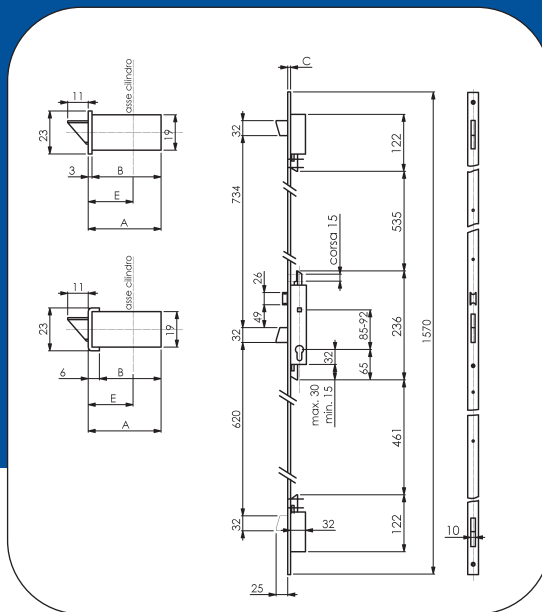 C
11
asse cilindro
23
19
3
B
E
A
11
asse cilindro
23
19
6
B
E
A
32
734
26
49
32
620
32
25
122
535
corsa 15
236
85-92
32
65
max. 30
min. 15
461
122
32
1570
10